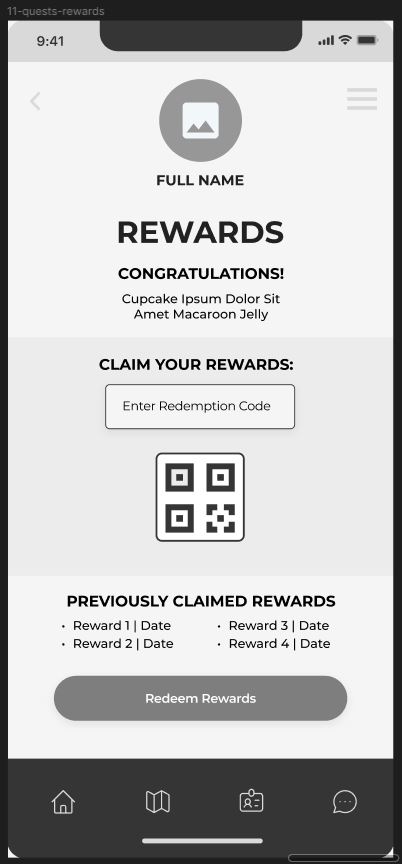 11-quests-rewards
9:41
FULL NAME
REWARDS
CONGRATULATIONS!
Cupcake Ipsum Dolor Sit
Amet Macaroon Jelly
CLAIM YOUR REWARDS:
Enter Redemption Code
PREVIOUSLY CLAIMED REWARDS
• Reward 1 | Date
• Reward 2 | Date
• Reward 3 | Date
• Reward 4 | Date
Redeem Rewards